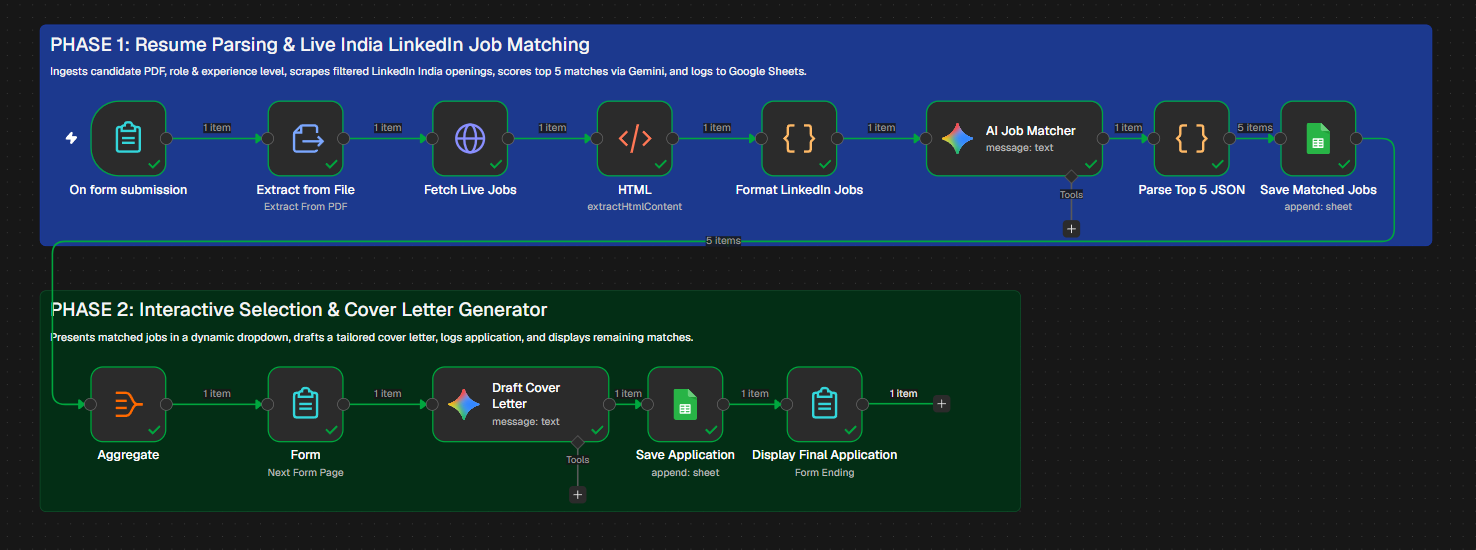 PHASE 1: Resume Parsing & Live India LinkedIn Job Matching
Ingests candidate PDF, role & experience level, scrapes filtered LinkedIn India openings, scores top 5 matches via Gemini, and logs to Google Sheets.
1 item
1 item
1 item
1 item
1 item
1 item
5 items
AI Job Matcher
message: text
On form submission
Extract from File
Extract From PDF
Fetch Live Jobs
HTML
extractHtmlContent
Format LinkedIn Jobs
Tools
Parse Top 5 JSON
Save Matched Jobs
append: sheet
5 items
PHASE 2: Interactive Selection & Cover Letter Generator
Presents matched jobs in a dynamic dropdown, drafts a tailored cover letter, logs application, and displays remaining matches.
1 item
1 item
Draft Cover
Letter
message: text
1 item
1 item
1 item
Aggregate
Form
Next Form Page
Tools
Save Application
append: sheet
Display Final Application
Form Ending